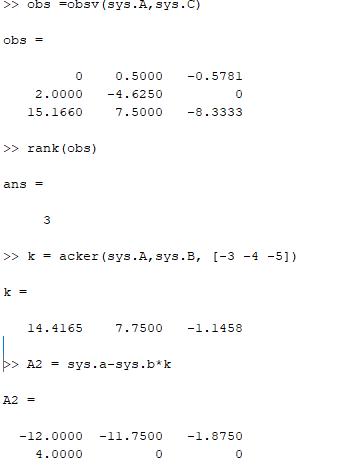 >> obs =obsv(sys.A,sys.C)
obs =
0 0.5000 -0.5781
2.0000 -4.6250 0
15.1660 7.5000 -8.3333
>> rank(obs)
ans =
3
>> k = acker(sys.A,sys.B, [-3 -4 -5])
k =
14.4165 7.7500 -1.1458
>> A2 = sys.a-sys.b*k
A2 =
-12.0000 -11.7500 -1.8750
4.0000 0 0